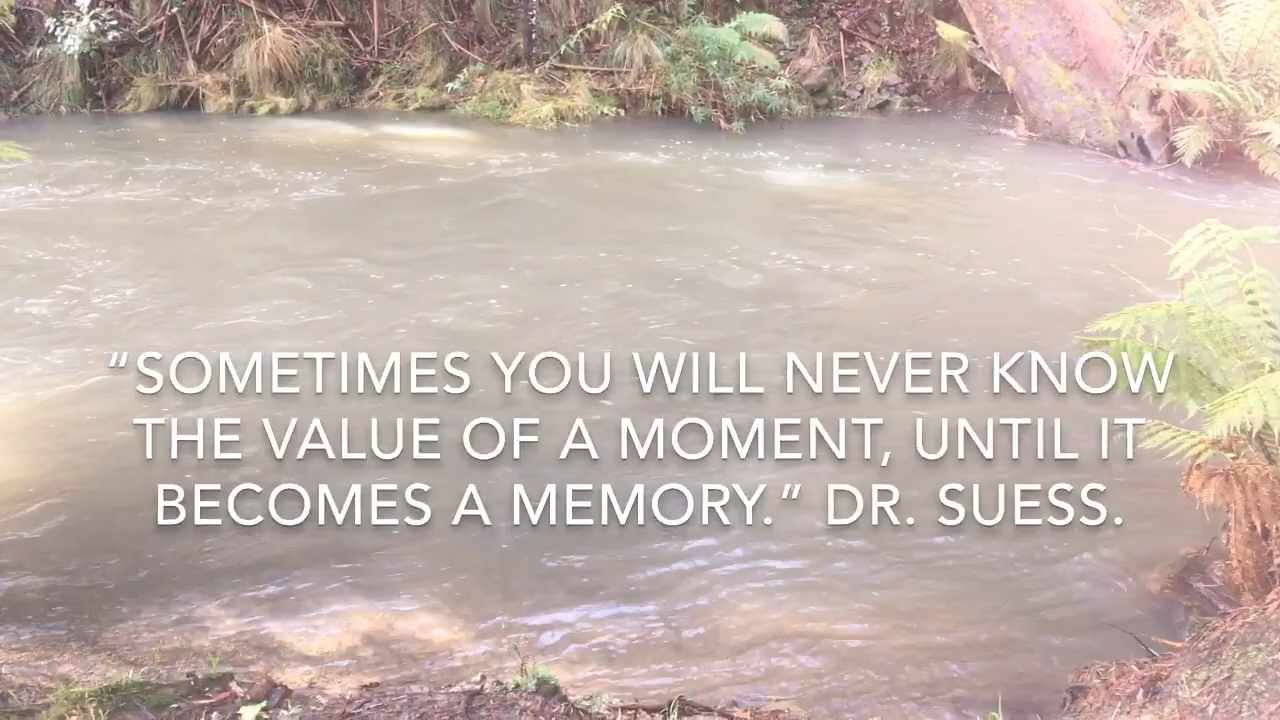 “SOMETIMES YOU WILL NEVER KNOW
THE VALUE OF A MOMENT, UNTIL IT
BECOMES A MEMORY.” DR. SUESS.